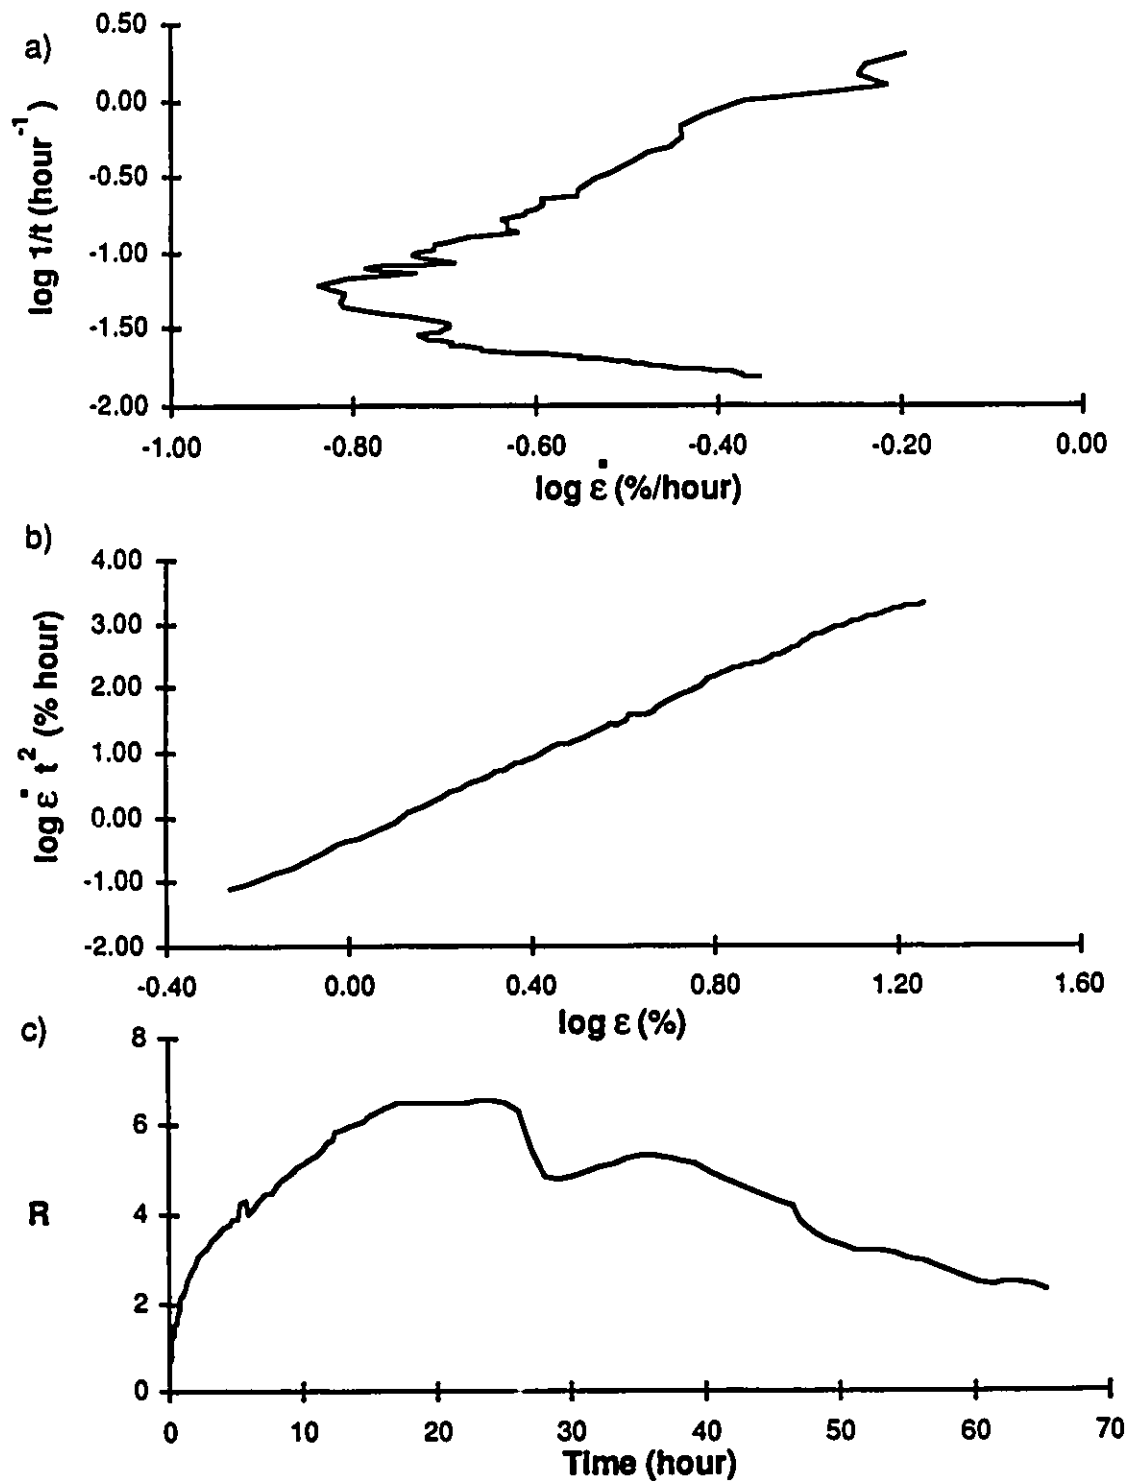 a)
0.50
0.00
-0.50
-1.00
-1.50
-2.00
log 1/t (hour⁻¹)
-1.00 -0.80 -0.60 -0.40 -0.20 0.00
log ε̇ (%/hour)
b)
4.00
3.00
2.00
1.00
0.00
-1.00
-2.00
log ε̇ t² (% hour)
-0.40 0.00 0.40 0.80 1.20 1.60
log ε (%)
c)
8
6
4
2
0
R
0 10 20 30 40 50 60 70
Time (hour)